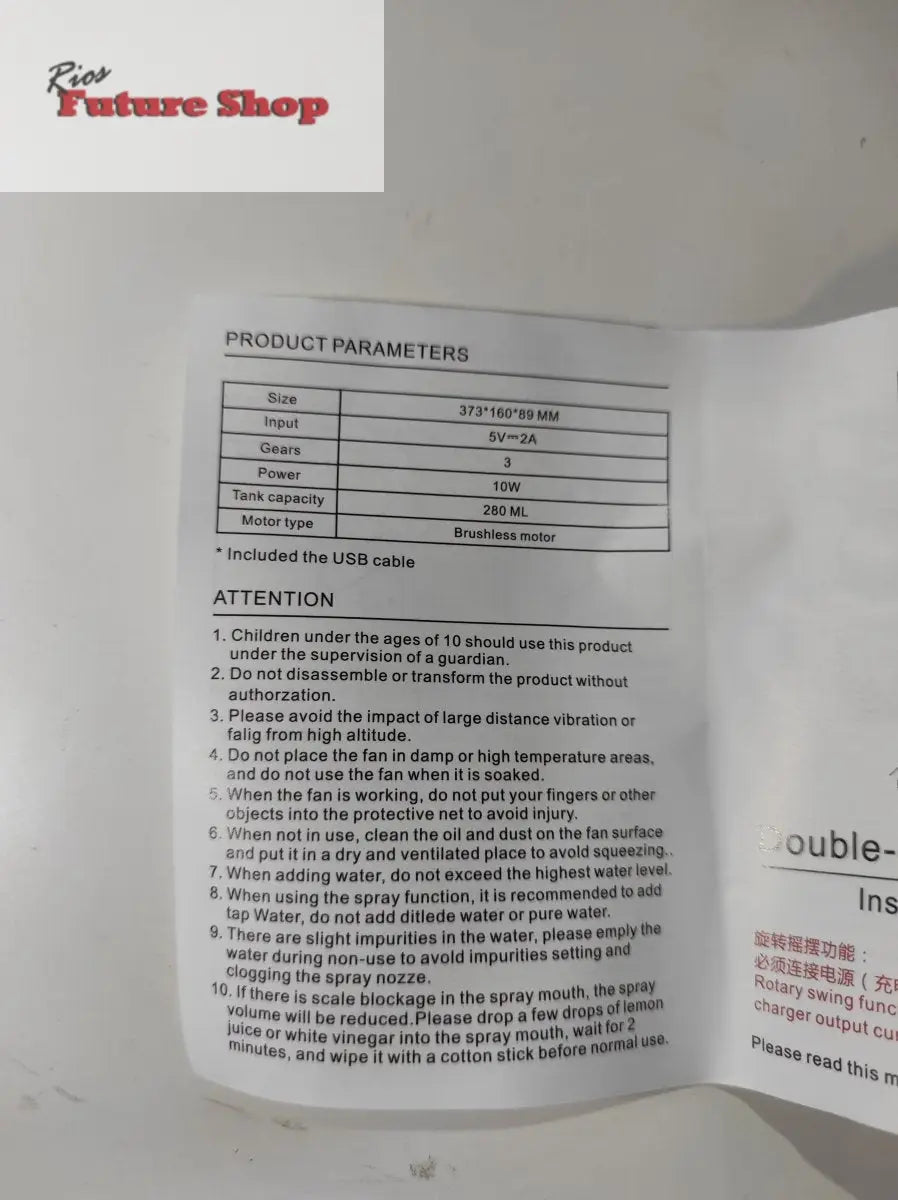 Rios
Future Shop
PRODUCT PARAMETERS
Size 373*160*89 MM
Input 5V⎓2A
Gears 3
Power 10W
Tank capacity 280 ML
Motor type Brushless motor
* Included the USB cable
ATTENTION
1. Children under the ages of 10 should use this product
under the supervision of a guardian.
2. Do not disassemble or transform the product without
authorzation.
3. Please avoid the impact of large distance vibration or
falig from high altitude.
4. Do not place the fan in damp or high temperature areas,
and do not use the fan when it is soaked.
5. When the fan is working, do not put your fingers or other
objects into the protective net to avoid injury.
6. When not in use, clean the oil and dust on the fan surface
and put it in a dry and ventilated place to avold squeezing..
7. When adding water, do not exceed the highest water level.
8. When using the spray function, it is recommended to add
tap Water, do not add ditlede water or pure water.
9. There are slight impurities in the water, please emply the
water during non-use to avoid impurities setting and
clogging the spray nozze.
10. If there is scale blockage in the spray mouth, the spray
volume will be reduced.Please drop a few drops of lemon
juice or white vinegar into the spray mouth, wait for 2
minutes, and wipe it with a cotton stick before normal use.
Double-
Ins
旋转摇摆功能：
必须连接电源（充
Rotary swing func
charger output cu
Please read this m